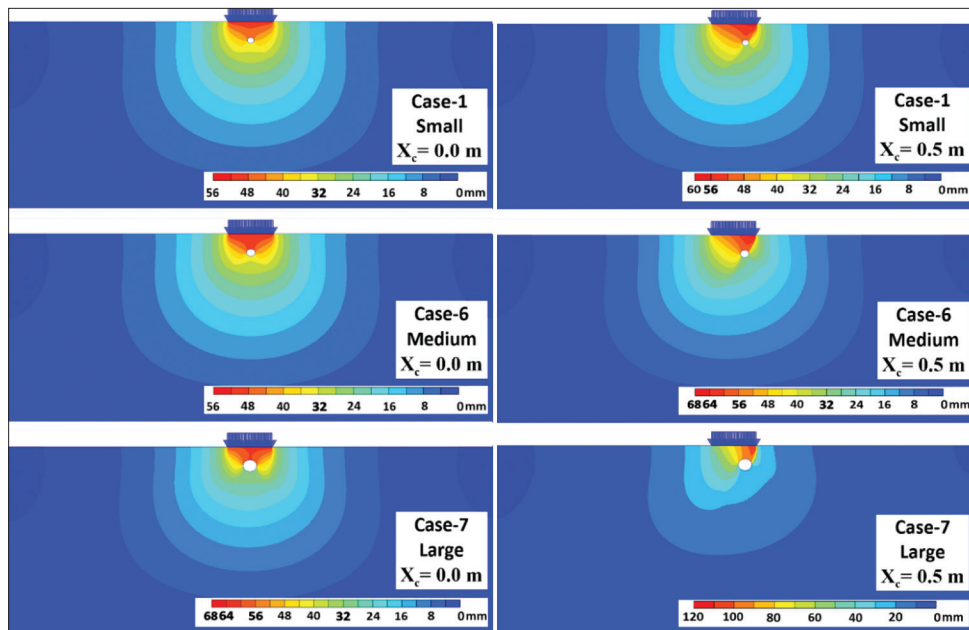 Case-1
Small
Xc= 0.0 m
56 48 40 32 24 16 8 0mm
Case-1
Small
Xc= 0.5 m
60 56 48 40 32 24 16 8 0mm
Case-6
Medium
Xc= 0.0 m
56 48 40 32 24 16 8 0mm
Case-6
Medium
Xc= 0.5 m
6864 56 48 40 32 24 16 8 0mm
Case-7
Large
Xc= 0.0 m
6864 56 48 40 32 24 16 8 0mm
Case-7
Large
Xc= 0.5 m
120 100 80 60 40 20 0mm